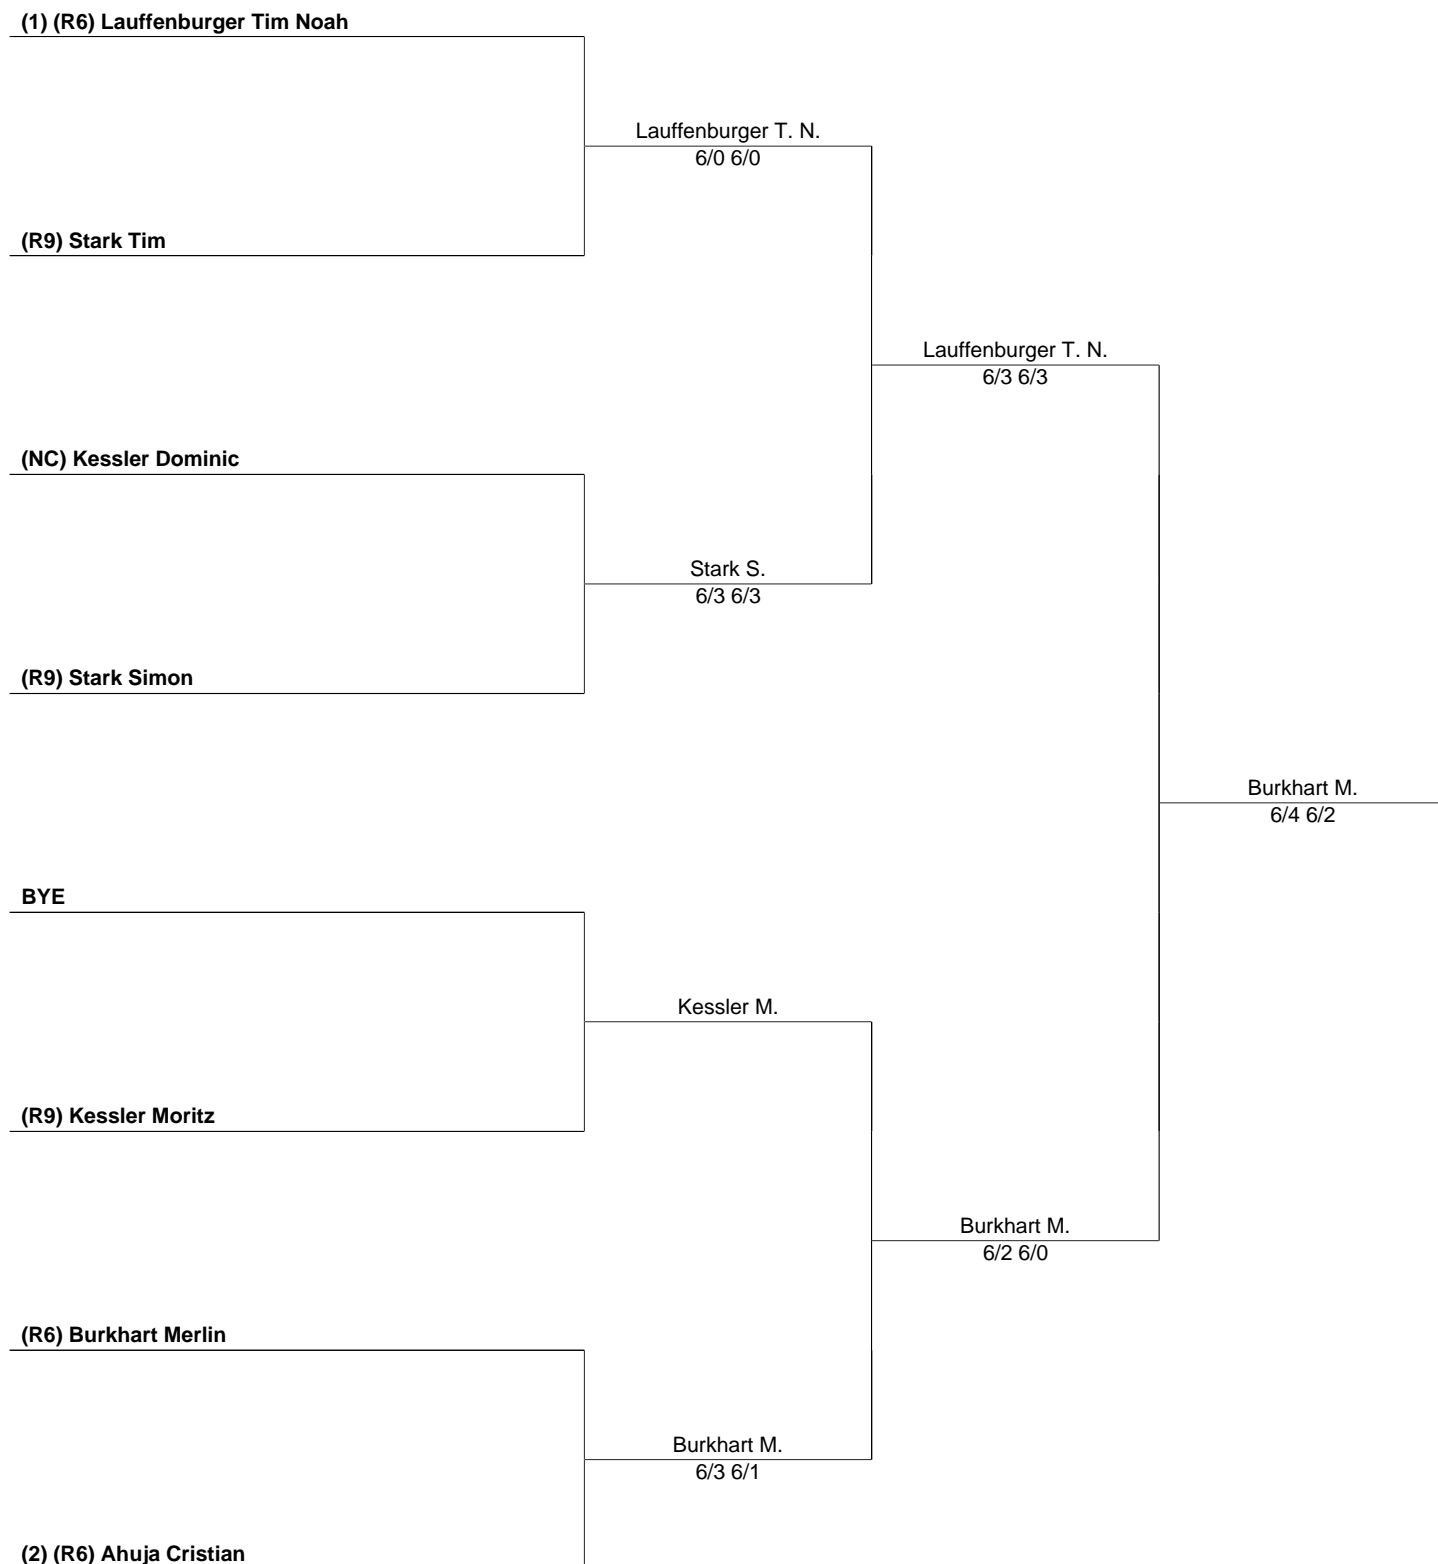 (1) (R6) Lauffenburger Tim Noah
Lauffenburger T. N.
6/0 6/0
(R9) Stark Tim
Lauffenburger T. N.
6/3 6/3
(NC) Kessler Dominic
Stark S.
6/3 6/3
(R9) Stark Simon
Burkhart M.
6/4 6/2
BYE
Kessler M.
(R9) Kessler Moritz
Burkhart M.
6/2 6/0
(R6) Burkhart Merlin
Burkhart M.
6/3 6/1
(2) (R6) Ahuja Cristian